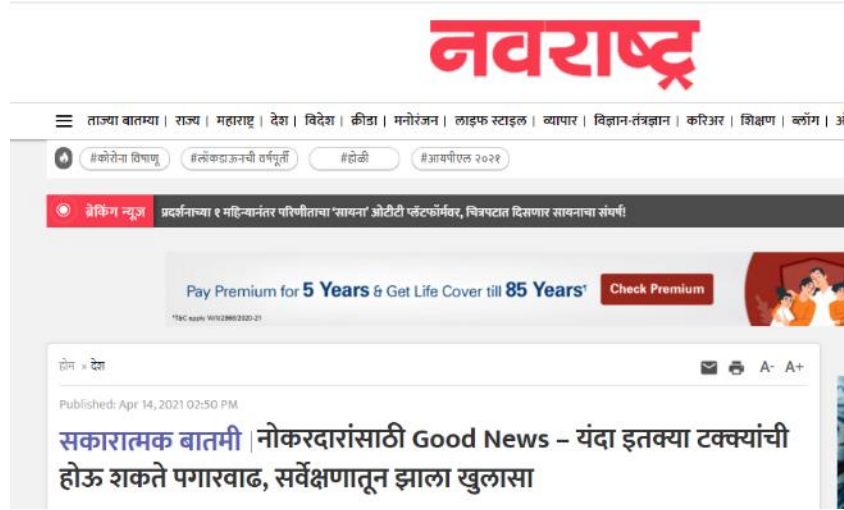 नवराष्ट्र
ताज्या बातम्या | राज्य | महाराष्ट्र | देश | विदेश | क्रीडा | मनोरंजन | लाइफ स्टाइल | व्यापार | विज्ञान-तंत्रज्ञान | करिअर | शिक्षण | ब्लॉग |
#कोरोना विषाणू #लॉकडाऊनची वर्षपूर्ती #होळी #आयपीएल २०२१
ब्रेकिंग न्यूज प्रदर्शनाच्या १ महिन्यानंतर परिणीताचा 'सायना' ओटीटी प्लॅटफॉर्मवर, चित्रपटात दिसणार सायनाचा संघर्ष!
Pay Premium for 5 Years & Get Life Cover till 85 Years¹ Check Premium
होम × देश A- A+
Published: Apr 14, 2021 02:50 PM
सकारात्मक बातमी | नोकरदारांसाठी Good News – यंदा इतक्या टक्क्यांची
होऊ शकते पगारवाढ, सर्वेक्षणातून झाला खुलासा